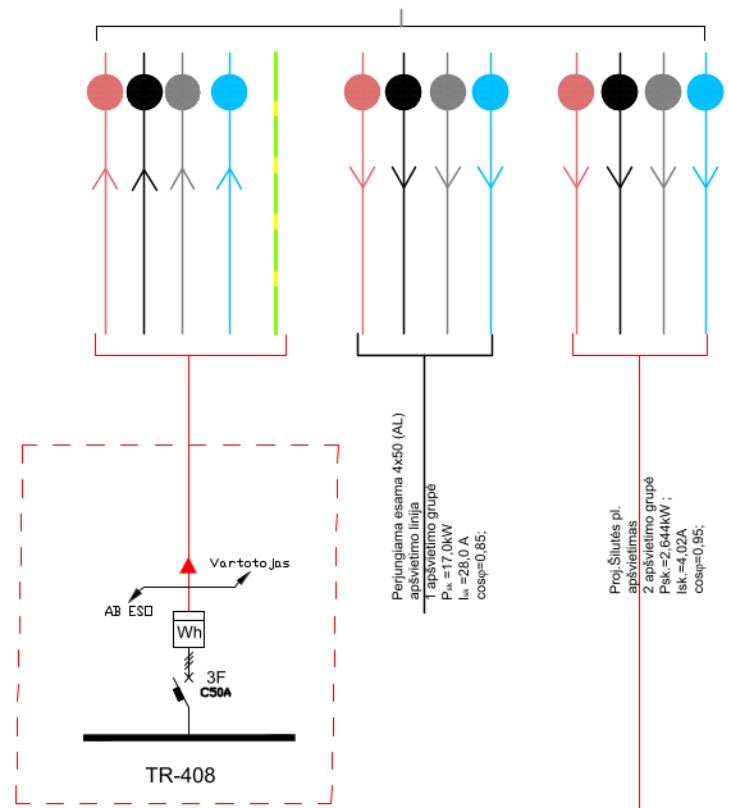 Perjungiama esama 4x50 (AL)
apšvietimo linija
1 apšvietimo grupė
Psk =17,0kW
Isk =28,0 A
cosφ=0,85;
Proj.Šilutės pl.
apšvietimas
2 apšvietimo grupė
Psk.=2,644kW ;
Isk.=4,02A
cosφ=0,95;
Vartotojas
AB ESO
Wh
3F
C50A
TR-408